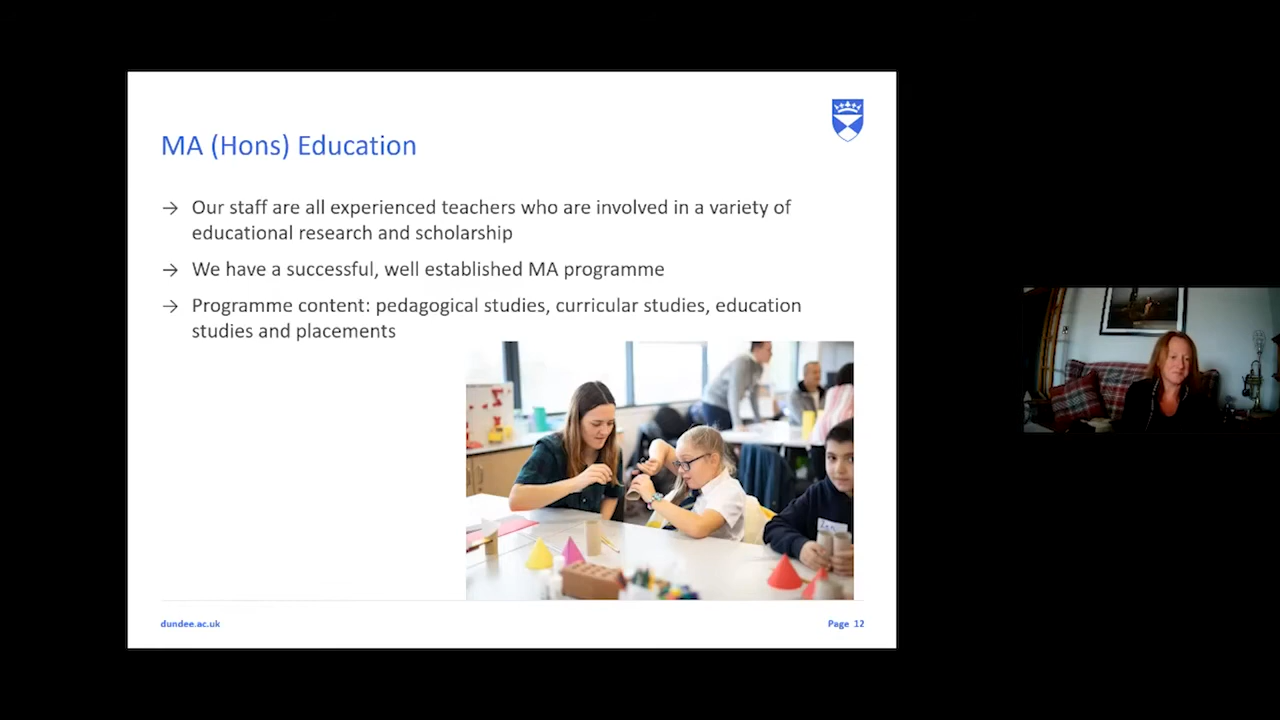 MA (Hons) Education
→ Our staff are all experienced teachers who are involved in a variety of
educational research and scholarship
→ We have a successful, well established MA programme
→ Programme content: pedagogical studies, curricular studies, education
studies and placements
dundee.ac.uk
Page 12